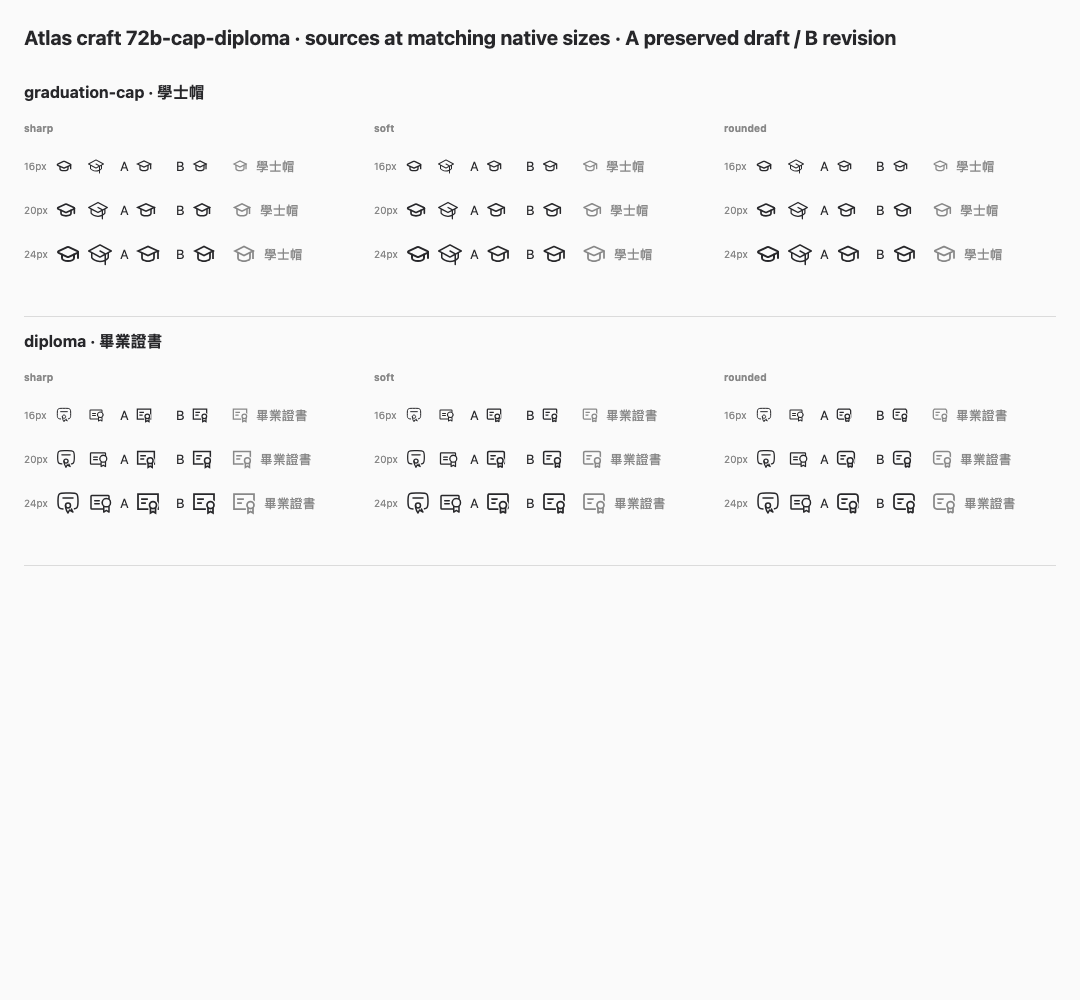 Atlas craft 72b-cap-diploma · sources at matching native sizes · A preserved draft / B revision
graduation-cap · 學士帽
sharp soft rounded
16px A B 學士帽 16px A B 學士帽 16px A B 學士帽
20px A B 學士帽 20px A B 學士帽 20px A B 學士帽
24px A B 學士帽 24px A B 學士帽 24px A B 學士帽
diploma · 畢業證書
sharp soft rounded
16px A B 畢業證書 16px A B 畢業證書 16px A B 畢業證書
20px A B 畢業證書 20px A B 畢業證書 20px A B 畢業證書
24px A B 畢業證書 24px A B 畢業證書 24px A B 畢業證書